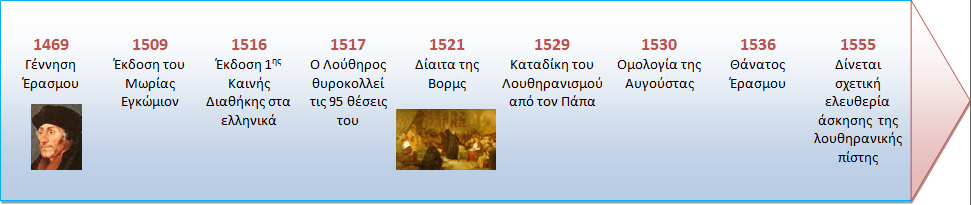 1469
Γέννηση
Έρασμου
1509
Έκδοση του
Μωρίας
Εγκώμιον
1516
Έκδοση 1ης
Καινής
Διαθήκης στα
ελληνικά
1517
Ο Λούθηρος
θυροκολλεί
τις 95 θέσεις
του
1521
Δίαιτα της
Βορμς
1529
Καταδίκη του
Λουθηρανισμού
από τον Πάπα
1530
Ομολογία της
Αυγούστας
1536
Θάνατος
Έρασμου
1555
Δίνεται
σχετική
ελευθερία
άσκησης της
λουθηρανικής
πίστης